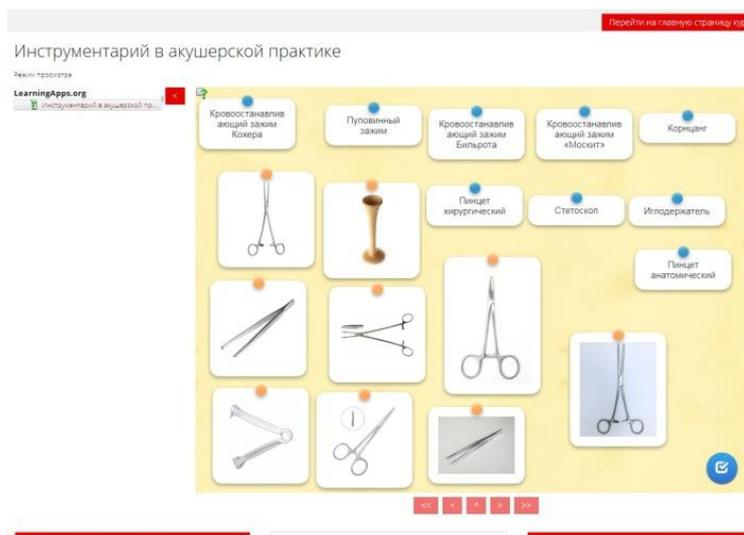 Перейти на главную страницу кур
Инструментарий в акушерской практике
Режим просмотра
LearningApps.org
<
Инструментарий в акушерской пр...
Кровоостанавлив
ающий зажим
Кохера
Пуповинный
зажим
Кровоостанавлив
ающий зажим
Бильрота
Кровоостанавлив
ающий зажим
«Москит»
Корнцанг
Пинцет
хирургический
Стетоскоп
Иглодержатель
Пинцет
анатомический
<< < ^ > >>